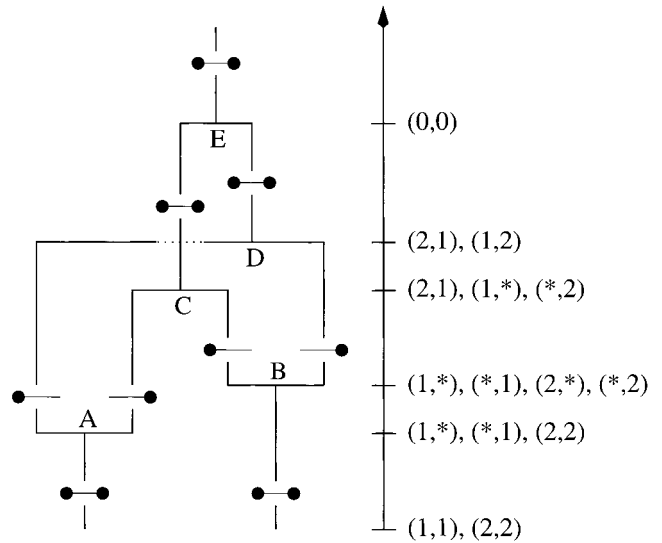 E
(0,0)
D
(2,1), (1,2)
C
(2,1), (1,*), (*,2)
B
(1,*), (*,1), (2,*), (*,2)
A
(1,*), (*,1), (2,2)
(1,1), (2,2)